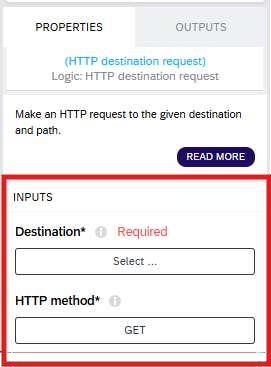 PROPERTIES OUTPUTS
(HTTP destination request)
Logic: HTTP destination request
Make an HTTP request to the given destination
and path.
READ MORE
INPUTS
Destination* Required
Select ...
HTTP method*
GET